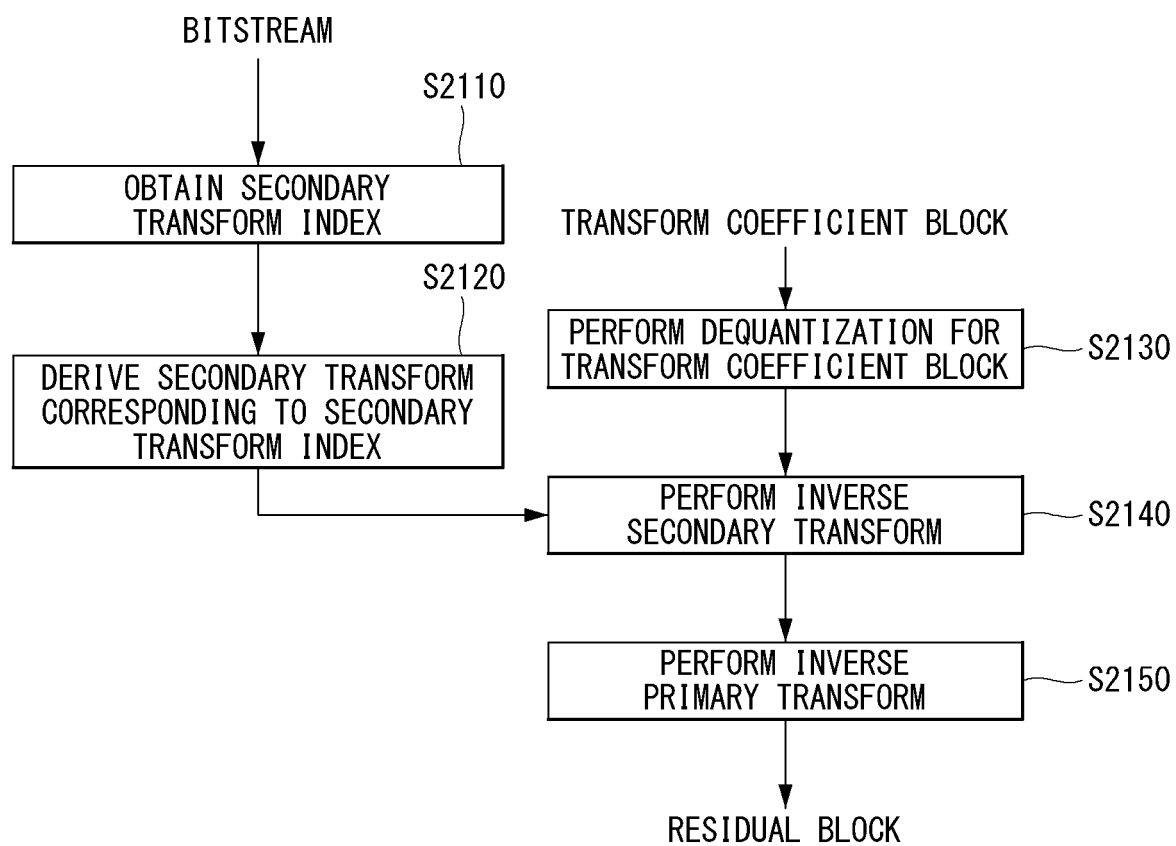 BITSTREAM
S2110
OBTAIN SECONDARY
TRANSFORM INDEX
S2120
DERIVE SECONDARY TRANSFORM
CORRESPONDING TO SECONDARY
TRANSFORM INDEX
TRANSFORM COEFFICIENT BLOCK
PERFORM DEQUANTIZATION FOR
TRANSFORM COEFFICIENT BLOCK
S2130
PERFORM INVERSE
SECONDARY TRANSFORM
S2140
PERFORM INVERSE
PRIMARY TRANSFORM
S2150
RESIDUAL BLOCK